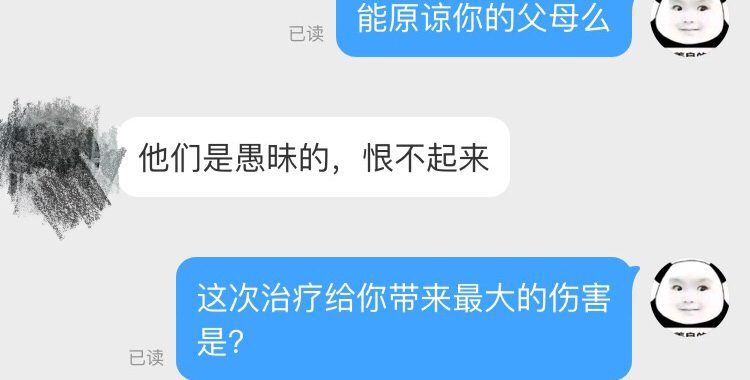 能原谅你的父母么
已读
他们是愚昧的，恨不起来
这次治疗给你带来最大的伤害
是？
已读